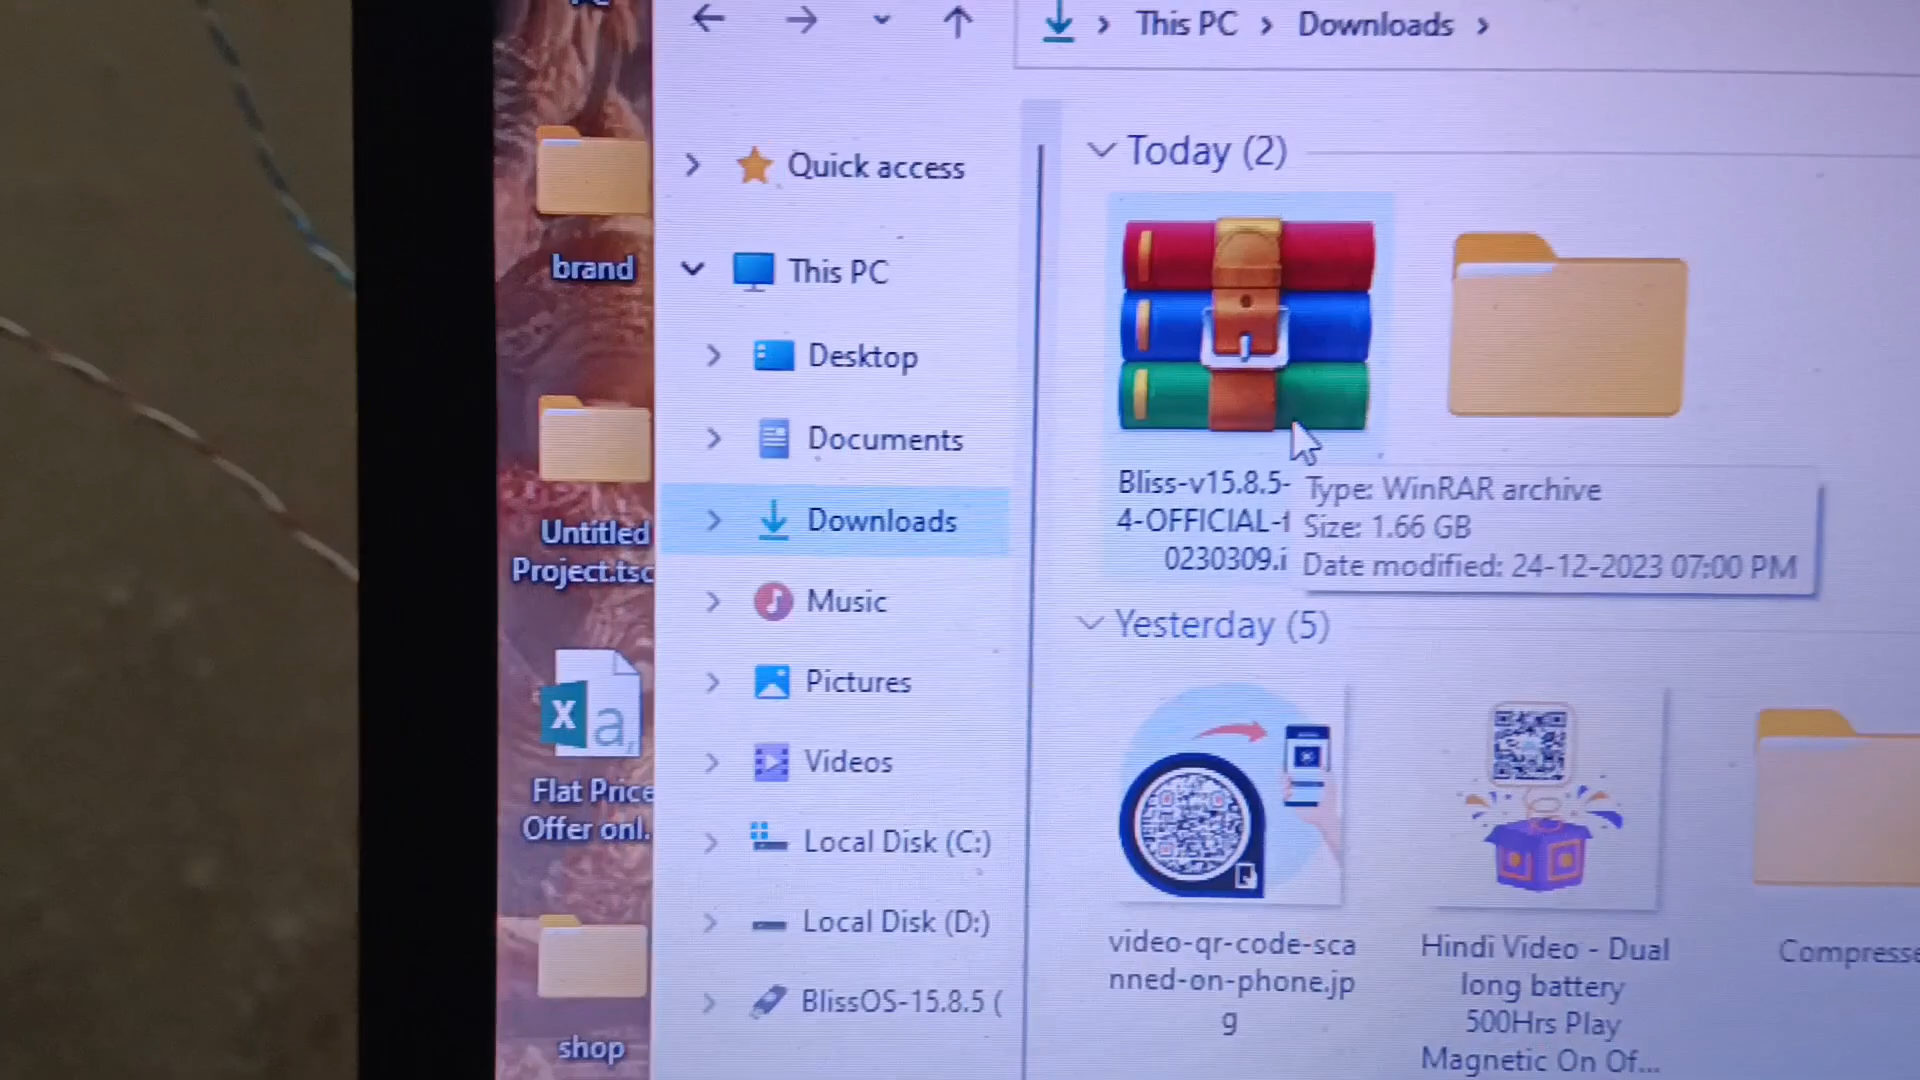 This PC
Downloads
Quick access
This PC
Desktop
Documents
Downloads
Music
Pictures
Videos
Local Disk (C:)
Local Disk (D:)
BlissOS-15.8.5 (
brand
Untitled
Project.tsc
Flat Price
Offer onl.
shop
Today (2)
Bliss-v15.8.5-
4-OFFICIAL-
0230309.i
Type: WinRAR archive
Size: 1.66 GB
Date modified: 24-12-2023 07:00 PM
Yesterday (5)
video-qr-code-sca
nned-on-phone.jp
g
Hindi Video - Dual
long battery
500Hrs Play
Magnetic On Of...
Compresse